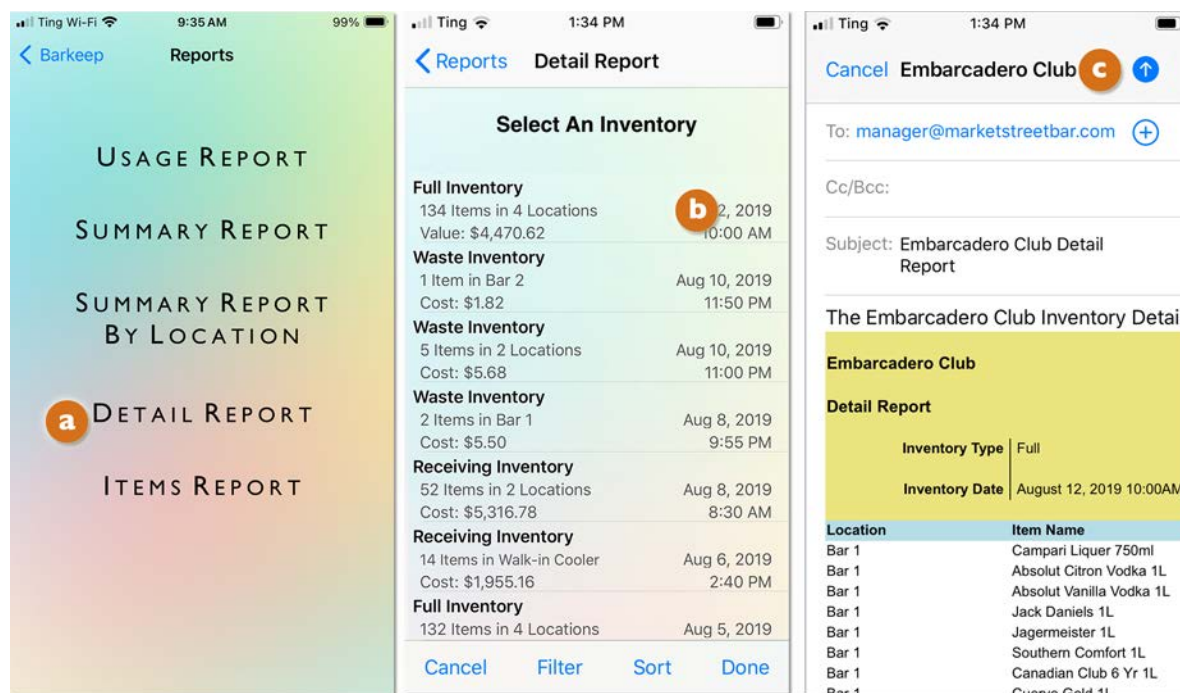 Ting Wi-Fi 9:35 AM 99%
Barkeep Reports
USAGE REPORT
SUMMARY REPORT
SUMMARY REPORT
BY LOCATION
a DETAIL REPORT
ITEMS REPORT
Ting 1:34 PM
Reports Detail Report
Select An Inventory
Full Inventory
134 Items in 4 Locations b 2, 2019
Value: $4,470.62 10:00 AM
Waste Inventory
1 Item in Bar 2 Aug 10, 2019
Cost: $1.82 11:50 PM
Waste Inventory
5 Items in 2 Locations Aug 10, 2019
Cost: $5.68 11:00 PM
Waste Inventory
2 Items in Bar 1 Aug 8, 2019
Cost: $5.50 9:55 PM
Receiving Inventory
52 Items in 2 Locations Aug 8, 2019
Cost: $5,316.78 8:30 AM
Receiving Inventory
14 Items in Walk-in Cooler Aug 6, 2019
Cost: $1,955.16 2:40 PM
Full Inventory
132 Items in 4 Locations Aug 5, 2019
Cancel Filter Sort Done
Ting 1:34 PM
Cancel Embarcadero Club c
To: manager@marketstreetbar.com
Cc/Bcc:
Subject: Embarcadero Club Detail
Report
The Embarcadero Club Inventory Detail
Embarcadero Club
Detail Report
Inventory Type Full
Inventory Date August 12, 2019 10:00AM
Location Item Name
Bar 1 Campari Liquer 750ml
Bar 1 Absolut Citron Vodka 1L
Bar 1 Absolut Vanilla Vodka 1L
Bar 1 Jack Daniels 1L
Bar 1 Jagermeister 1L
Bar 1 Southern Comfort 1L
Bar 1 Canadian Club 6 Yr 1L
Bar 1 Cuervo Gold 1L